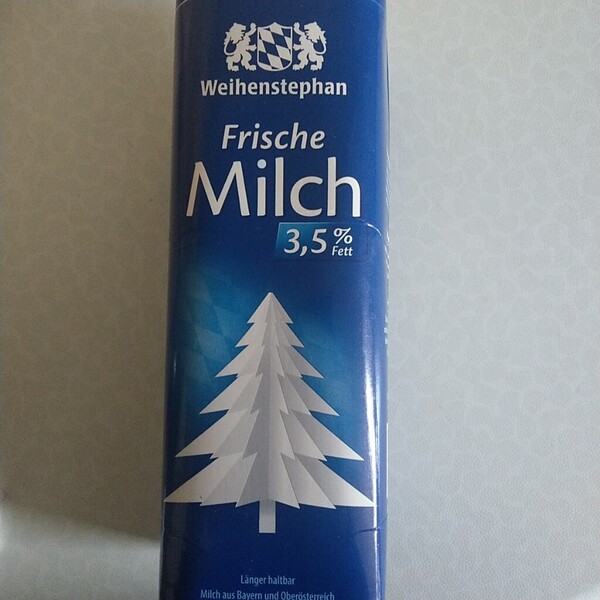 Weihenstephan
Frische
Milch
3,5 %
Fett
Länger haltbar
Milch aus Bayern und Oberösterreich